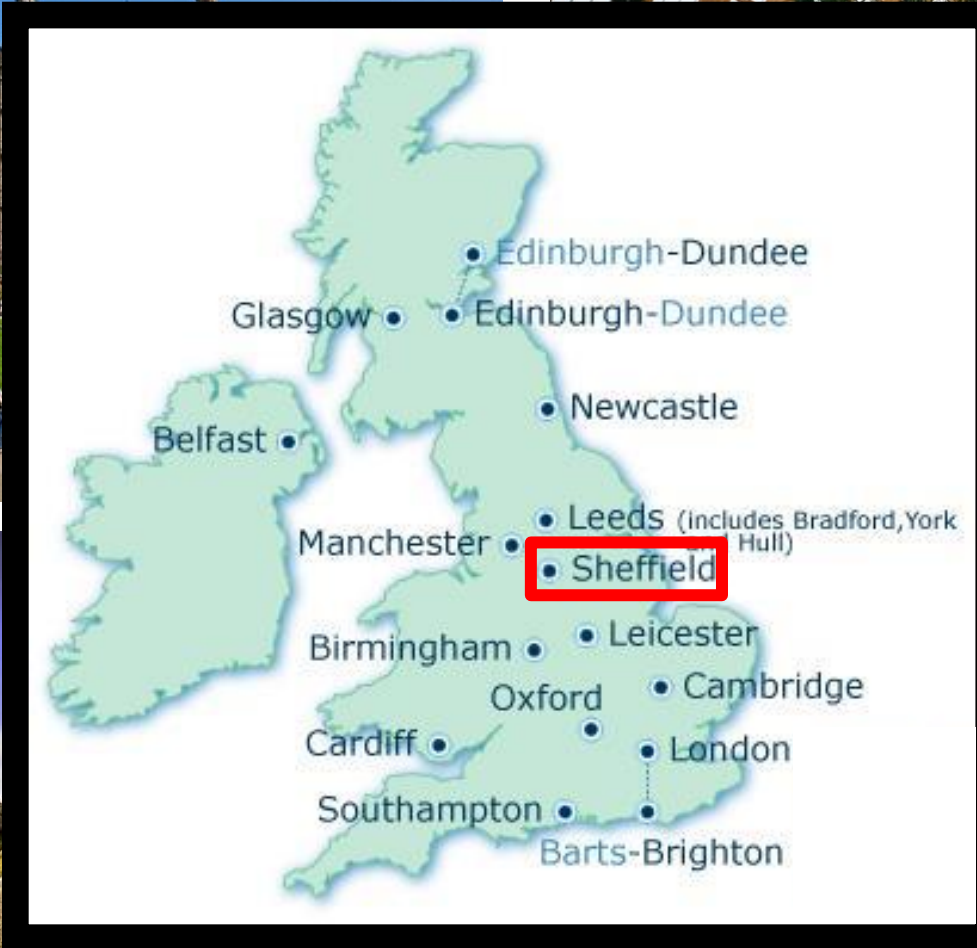 Edinburgh-Dundee
Glasgow
Edinburgh-Dundee
Newcastle
Belfast
Leeds (includes Bradford,York
and Hull)
Manchester
Sheffield
Leicester
Birmingham
Cambridge
Oxford
Cardiff
London
Southampton
Barts-Brighton